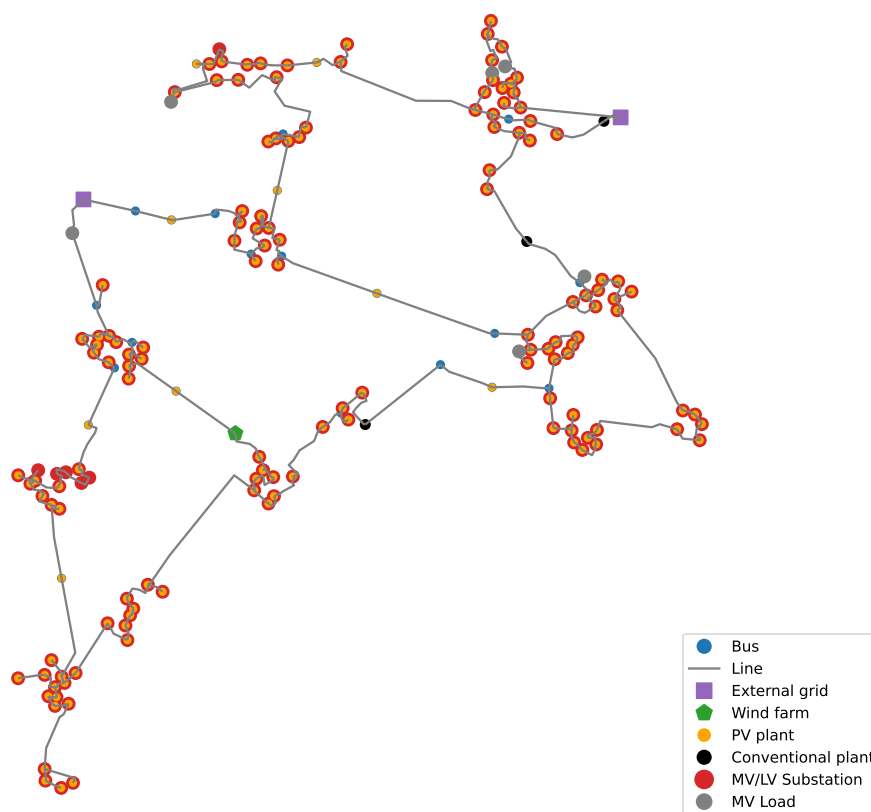 Bus
Line
External grid
Wind farm
PV plant
Conventional plant
MV/LV Substation
MV Load